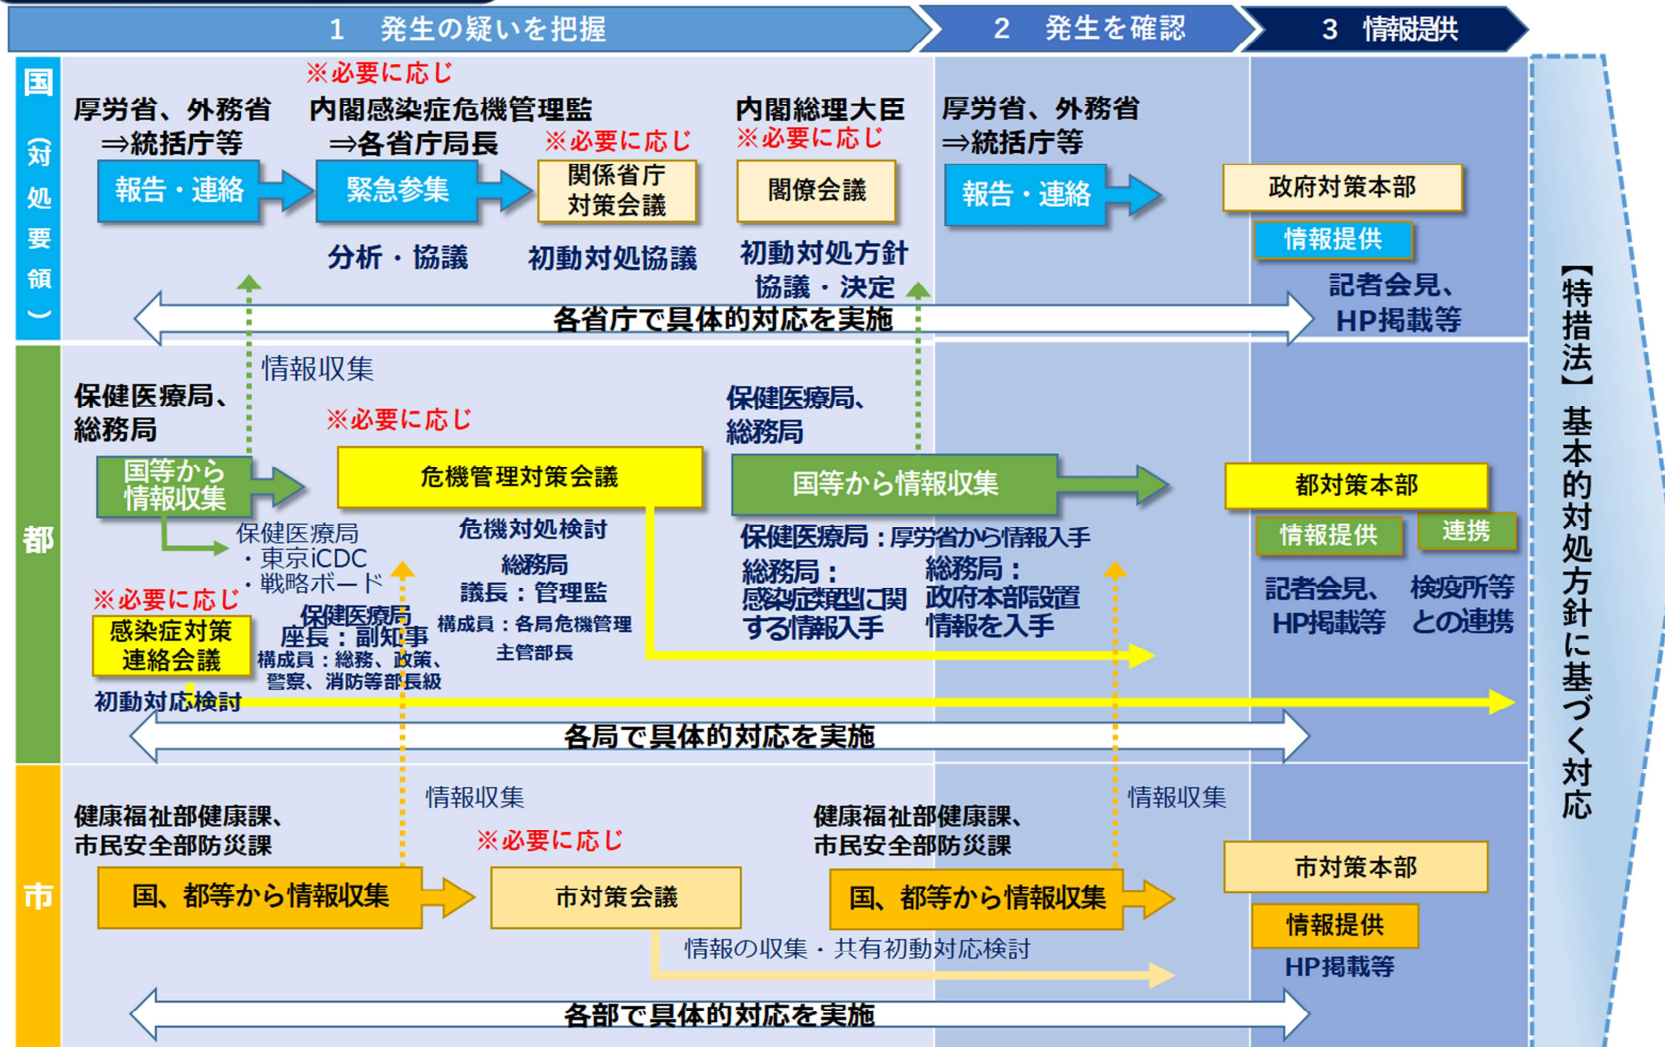 1 発生の疑いを把握
2 発生を確認
3 情報提供
国
（対処要領）
厚労省、外務省
⇒統括庁等
報告・連絡
※必要に応じ
内閣感染症危機管理監
⇒各省庁局長
緊急参集
分析・協議
※必要に応じ
関係省庁
対策会議
初動対処協議
内閣総理大臣
※必要に応じ
閣僚会議
初動対処方針
協議・決定
厚労省、外務省
⇒統括庁等
報告・連絡
政府対策本部
情報提供
記者会見、
HP掲載等
各省庁で具体的対応を実施
都
情報収集
保健医療局、
総務局
国等から
情報収集
保健医療局
・東京iCDC
・戦略ボード
※必要に応じ
感染症対策
連絡会議
初動対応検討
保健医療局
座長：副知事
構成員：総務、政策、
警察、消防等部長級
※必要に応じ
危機管理対策会議
危機対処検討
総務局
議長：管理監
構成員：各局危機管理
主管部長
保健医療局、
総務局
国等から情報収集
保健医療局：厚労省から情報入手
総務局：
感染症類型に関
する情報入手
総務局：
政府本部設置
情報を入手
都対策本部
情報提供
連携
記者会見、
HP掲載等
検疫所等
との連携
各局で具体的対応を実施
市
健康福祉部健康課、
市民安全部防災課
国、都等から情報収集
情報収集
※必要に応じ
市対策会議
情報の収集・共有初動対応検討
健康福祉部健康課、
市民安全部防災課
国、都等から情報収集
情報収集
市対策本部
情報提供
HP掲載等
各部で具体的対応を実施
【特措法】基本的対処方針に基づく対応